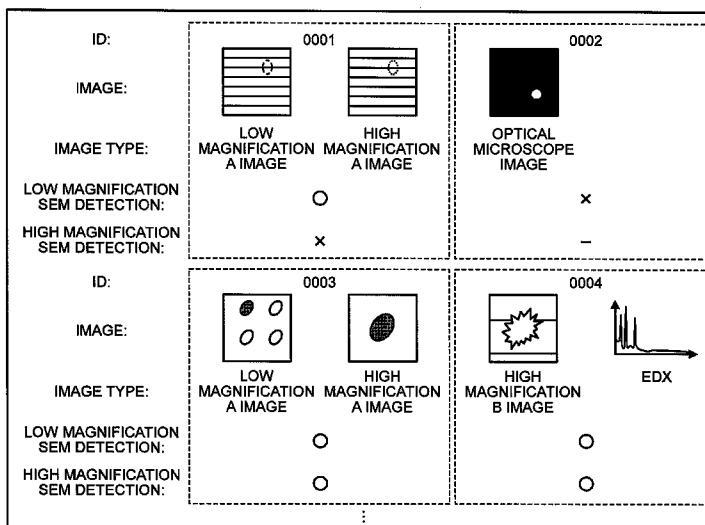 ID: 0001 0002
IMAGE:
IMAGE TYPE: LOW MAGNIFICATION A IMAGE HIGH MAGNIFICATION A IMAGE OPTICAL MICROSCOPE IMAGE
LOW MAGNIFICATION
SEM DETECTION: ○ ×
HIGH MAGNIFICATION
SEM DETECTION: × –
ID: 0003 0004
IMAGE:
EDX
IMAGE TYPE: LOW MAGNIFICATION A IMAGE HIGH MAGNIFICATION A IMAGE HIGH MAGNIFICATION B IMAGE
LOW MAGNIFICATION
SEM DETECTION: ○ ○
HIGH MAGNIFICATION
SEM DETECTION: ○ ○
⋮